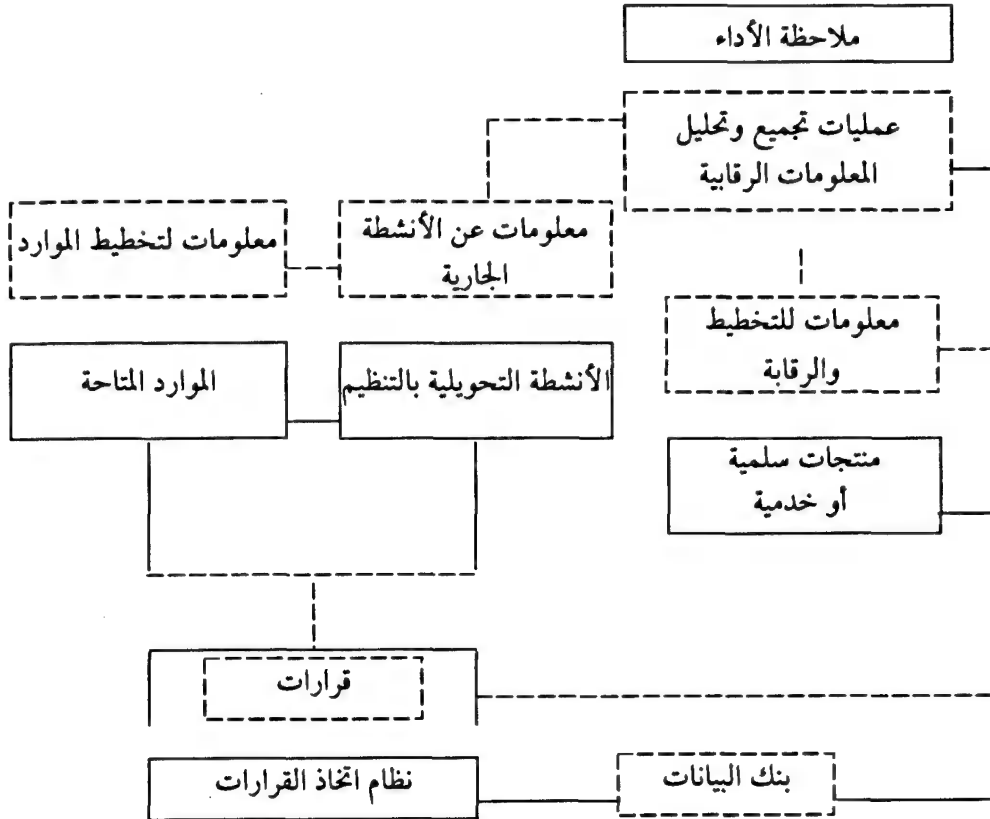 ملاحظة الأداء
عمليات تجميع وتحليل
المعلومات الرقابية
معلومات عن الأنشطة
الجارية
معلومات لتخطيط الموارد
معلومات للتخطيط
والرقابة
الأنشطة التحويلية بالتنظيم
الموارد المتاحة
منتجات سلمية
أو خدمية
قرارات
بنك البيانات
نظام اتخاذ القرارات